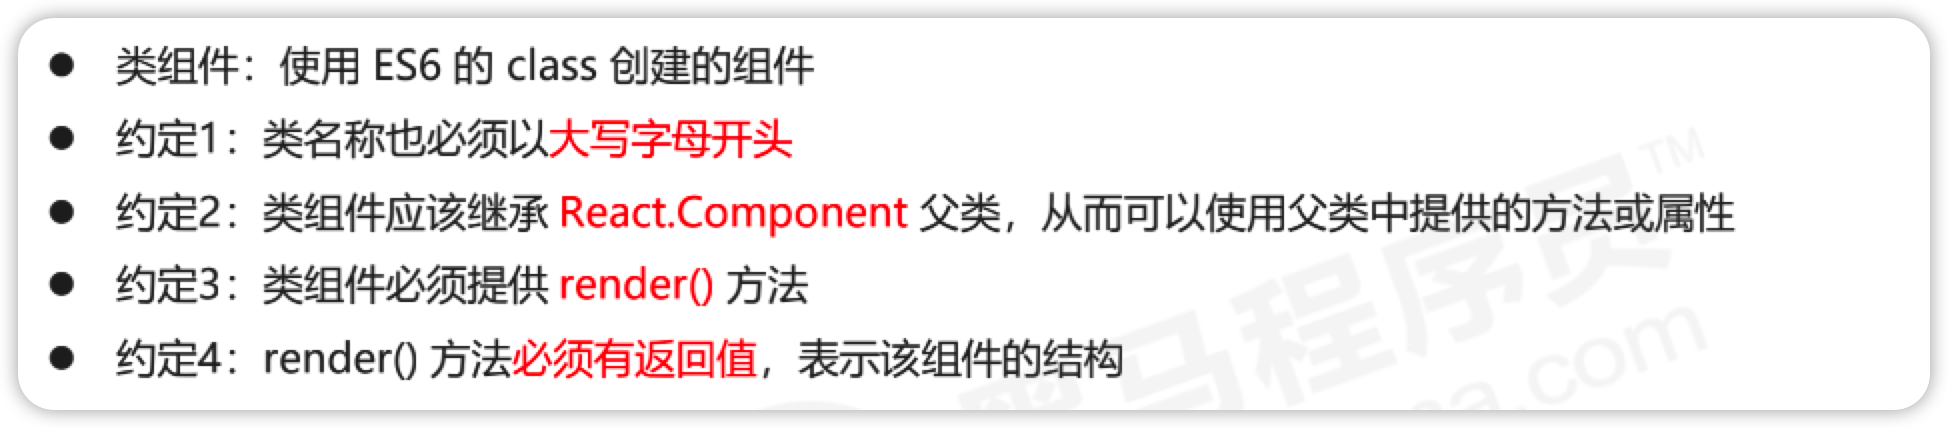 ● 类组件：使用 ES6 的 class 创建的组件
● 约定1：类名称也必须以大写字母开头
● 约定2：类组件应该继承 React.Component 父类，从而可以使用父类中提供的方法或属性
● 约定3：类组件必须提供 render() 方法
● 约定4：render() 方法必须有返回值，表示该组件的结构
黑马程序员™
a.com